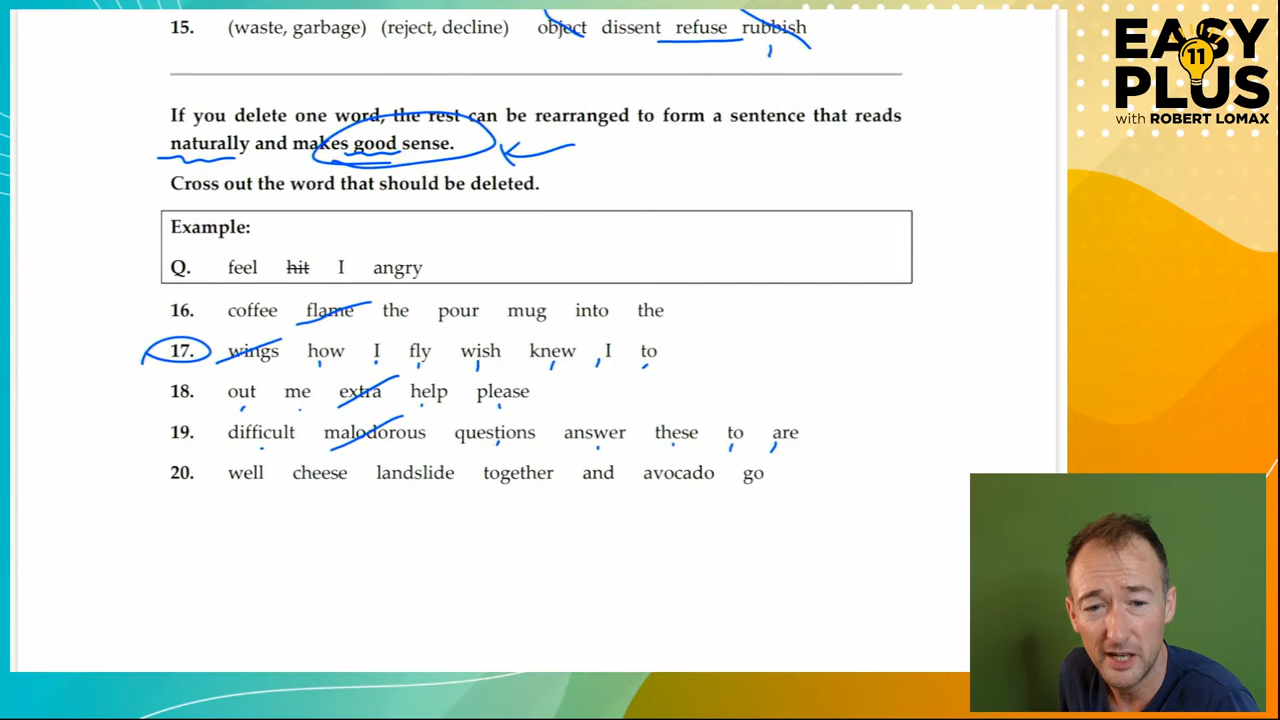 15. (waste, garbage) (reject, decline) object dissent refuse rubbish
If you delete one word, the rest can be rearranged to form a sentence that reads
naturally and makes good sense.
Cross out the word that should be deleted.
Example:
Q. feel hit I angry
16. coffee flame the pour mug into the
17. wings how I fly wish knew I to
18. out me extra help please
19. difficult malodorous questions answer these to are
20. well cheese landslide together and avocado go
EASY
11
PLUS
with ROBERT LOMAX